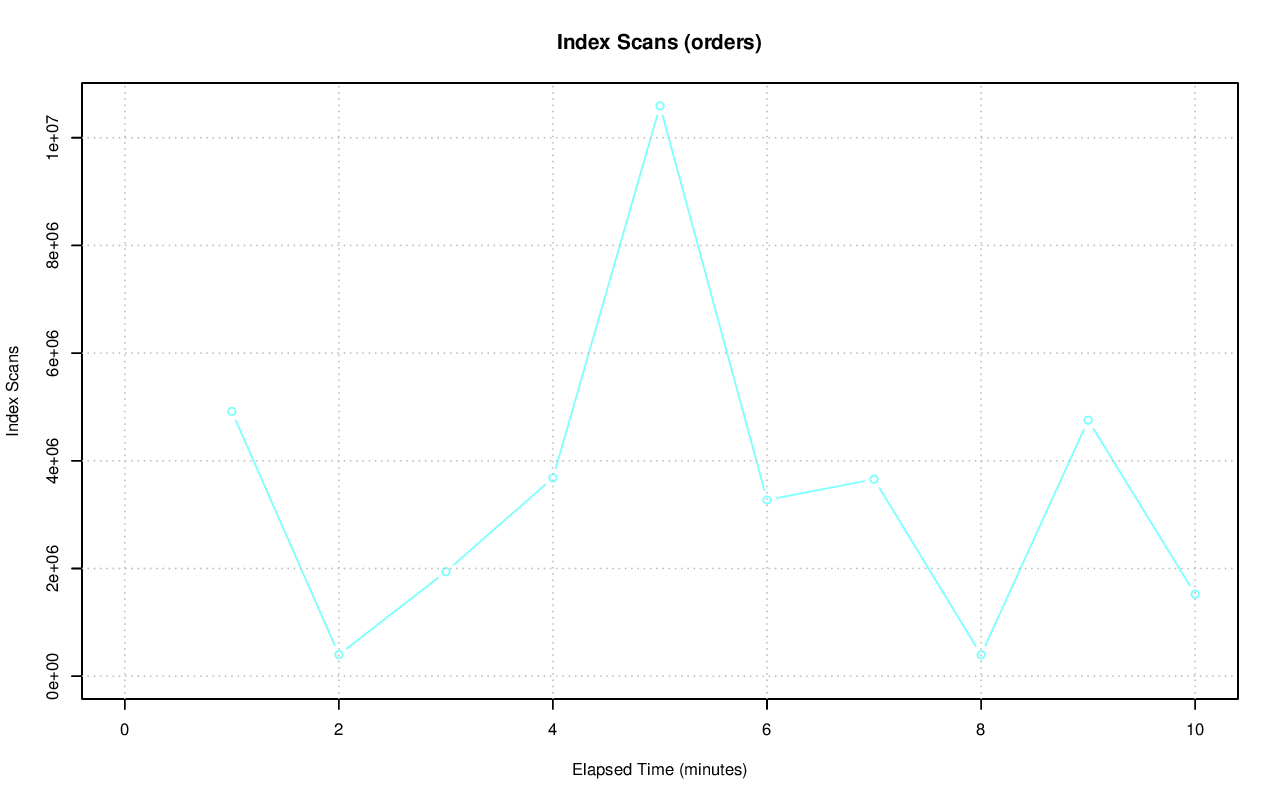 Index Scans (orders)
Index Scans
1e+07
8e+06
6e+06
4e+06
2e+06
0e+00
0 2 4 6 8 10
Elapsed Time (minutes)